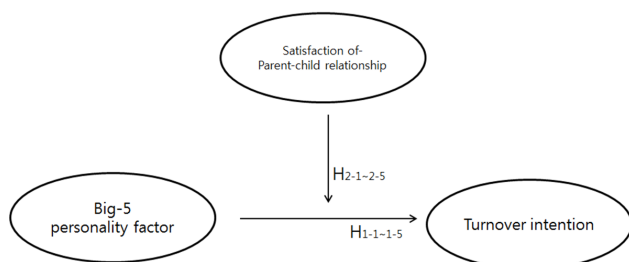 Satisfaction of-
Parent-child relationship
H2-1~2-5
Big-5
personality factor
H1-1~1-5
Turnover intention